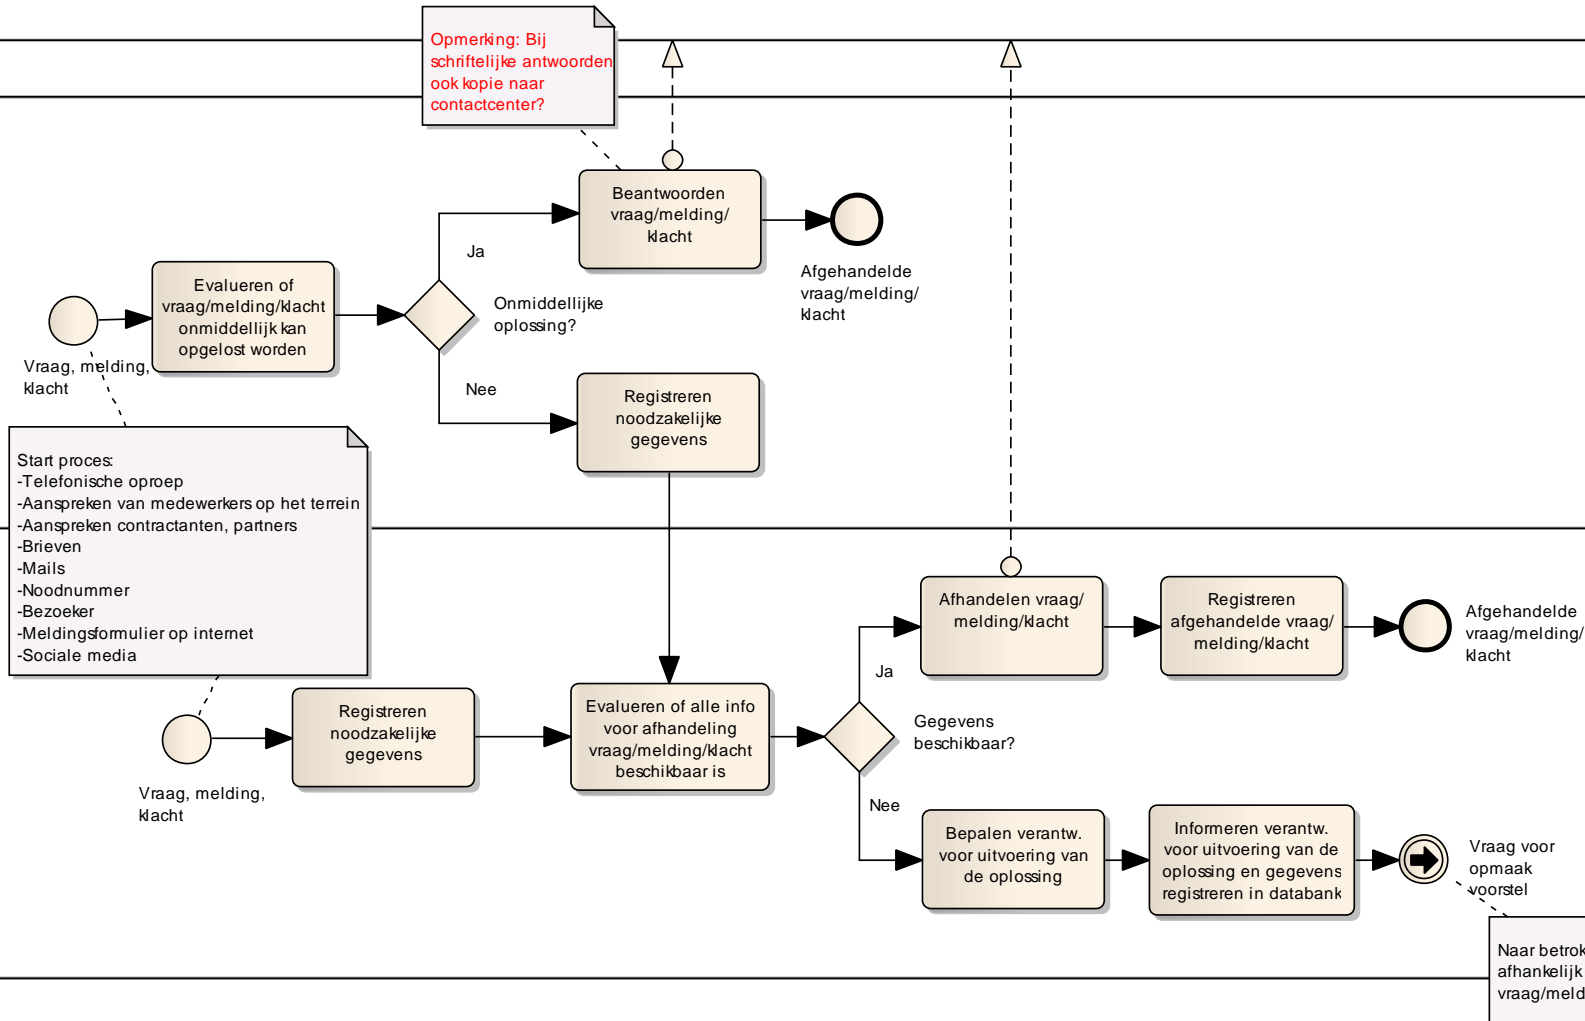 Opmerking: Bij
schriftelijke antwoorden
ook kopie naar
contactcenter?
Beantwoorden
vraag/melding/
klacht
Ja
Afgehandelde
vraag/melding/
klacht
Evalueren of
vraag/melding/klacht
onmiddellijk kan
opgelost worden
Onmiddellijke
oplossing?
Vraag, melding,
klacht
Nee
Registreren
noodzakelijke
gegevens
Start proces:
-Telefonische oproep
-Aanspreken van medewerkers op het terrein
-Aanspreken contractanten, partners
-Brieven
-Mails
-Noodnummer
-Bezoeker
-Meldingsformulier op internet
-Sociale media
Afhandelen vraag/
melding/klacht
Registreren
afgehandelde vraag/
melding/klacht
Afgehandelde
vraag/melding/
klacht
Ja
Registreren
noodzakelijke
gegevens
Evalueren of alle info
voor afhandeling
vraag/melding/klacht
beschikbaar is
Gegevens
beschikbaar?
Vraag, melding,
klacht
Nee
Bepalen verantw.
voor uitvoering van
de oplossing
Informeren verantw.
voor uitvoering van de
oplossing en gegevens
registreren in databank
Vraag voor
opmaak
voorstel
Naar betrok
afhankelijk
vraag/meld